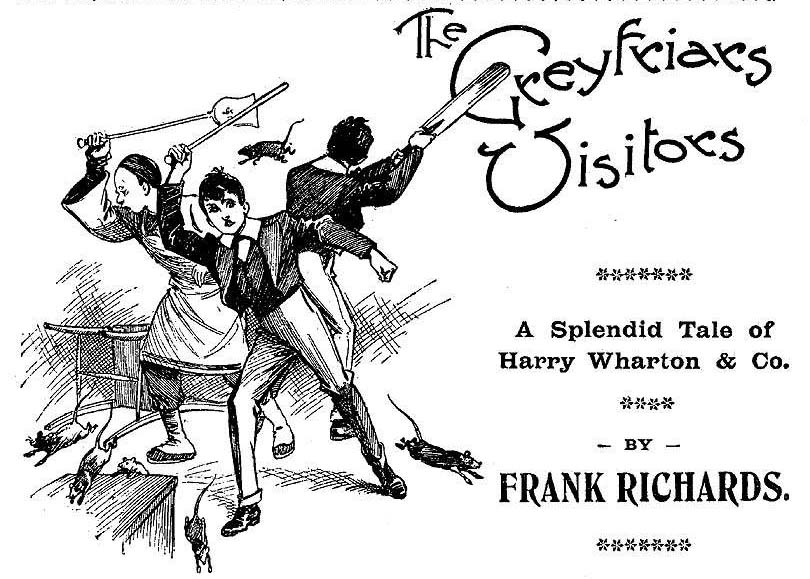 The
Greyfriars
Visitors
A Splendid Tale of
Harry Wharton & Co.
– BY –
FRANK RICHARDS.